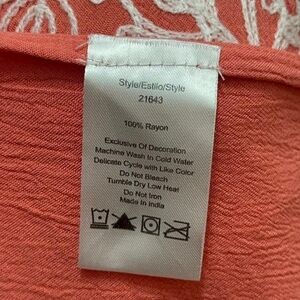 Style/Estilo/Style
21643
100% Rayon
Exclusive Of Decoration
Machine Wash In Cold Water
Delicate Cycle with Like Color
Do Not Bleach
Tumble Dry Low Heat
Do Not Iron
Made In India